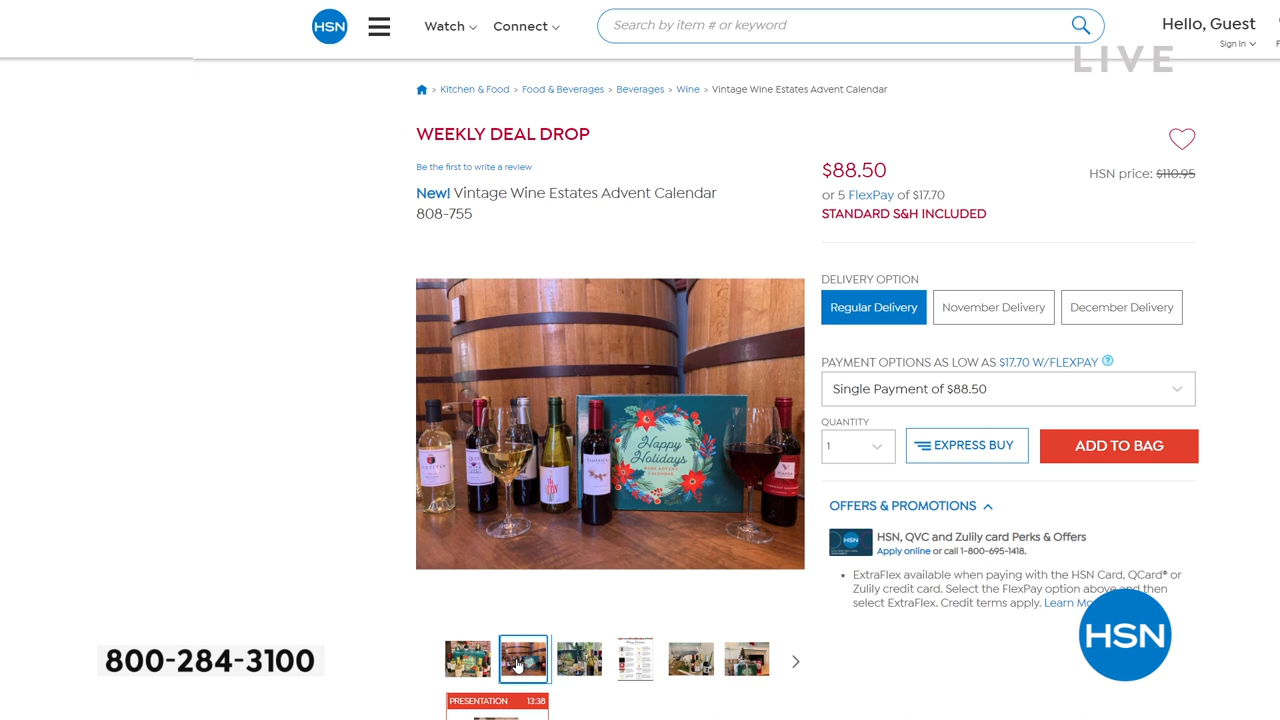 HSN
Watch
Connect
Search by item # or keyword
Hello, Guest
Sign In
LIVE
> Kitchen & Food > Food & Beverages > Beverages > Wine > Vintage Wine Estates Advent Calendar
WEEKLY DEAL DROP
Be the first to write a review
New! Vintage Wine Estates Advent Calendar
808-755
$88.50
HSN price: $110.95
or 5 FlexPay of $17.70
STANDARD S&H INCLUDED
DELIVERY OPTION
Regular Delivery
November Delivery
December Delivery
PAYMENT OPTIONS AS LOW AS $17.70 W/FLEXPAY ?
Single Payment of $88.50
QUANTITY
1
EXPRESS BUY
ADD TO BAG
Happy
Holidays
WINE ADVENT
CALENDAR
OFFERS & PROMOTIONS
HSN
HSN, QVC and Zulily card Perks & Offers
Apply online or call 1-800-695-1418.
• ExtraFlex available when paying with the HSN Card, QCard® or
Zulily credit card. Select the FlexPay option above and then
select ExtraFlex. Credit terms apply. Learn
HSN
800-284-3100
PRESENTATION 13:38